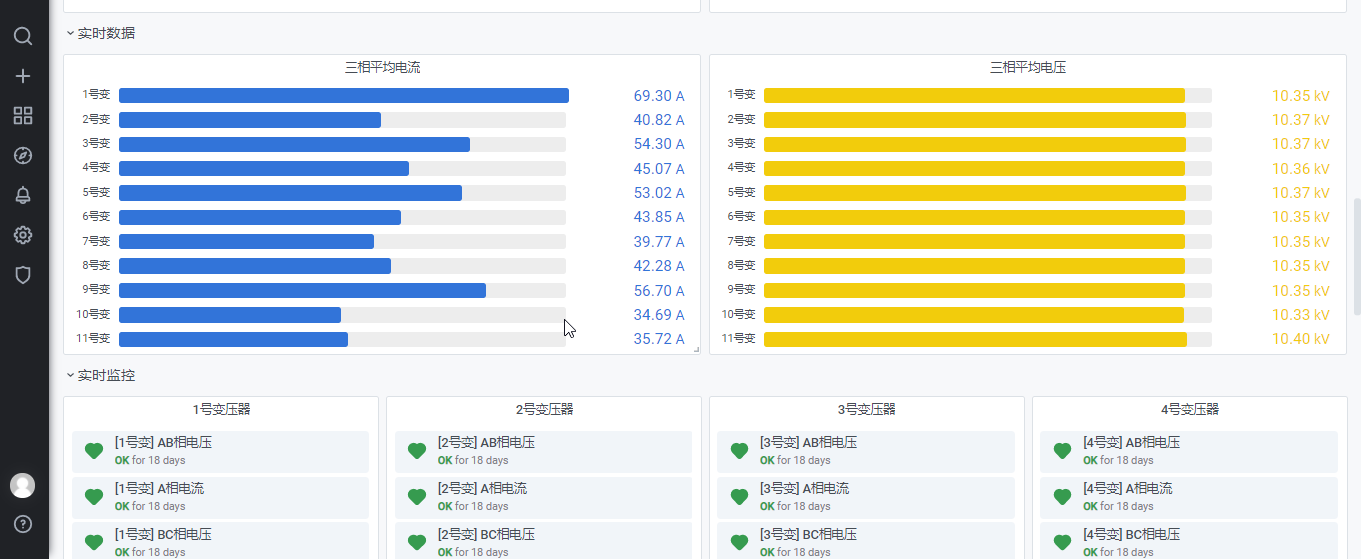 实时数据
三相平均电流
1号变 69.30 A
2号变 40.82 A
3号变 54.30 A
4号变 45.07 A
5号变 53.02 A
6号变 43.85 A
7号变 39.77 A
8号变 42.28 A
9号变 56.70 A
10号变 34.69 A
11号变 35.72 A
三相平均电压
1号变 10.35 kV
2号变 10.37 kV
3号变 10.37 kV
4号变 10.36 kV
5号变 10.37 kV
6号变 10.35 kV
7号变 10.35 kV
8号变 10.35 kV
9号变 10.35 kV
10号变 10.33 kV
11号变 10.40 kV
实时监控
1号变压器
[1号变] AB相电压
OK for 18 days
[1号变] A相电流
OK for 18 days
[1号变] BC相电压
OK for 18 days
2号变压器
[2号变] AB相电压
OK for 18 days
[2号变] A相电流
OK for 18 days
[2号变] BC相电压
OK for 18 days
3号变压器
[3号变] AB相电压
OK for 18 days
[3号变] A相电流
OK for 18 days
[3号变] BC相电压
OK for 18 days
4号变压器
[4号变] AB相电压
OK for 18 days
[4号变] A相电流
OK for 18 days
[4号变] BC相电压
OK for 18 days